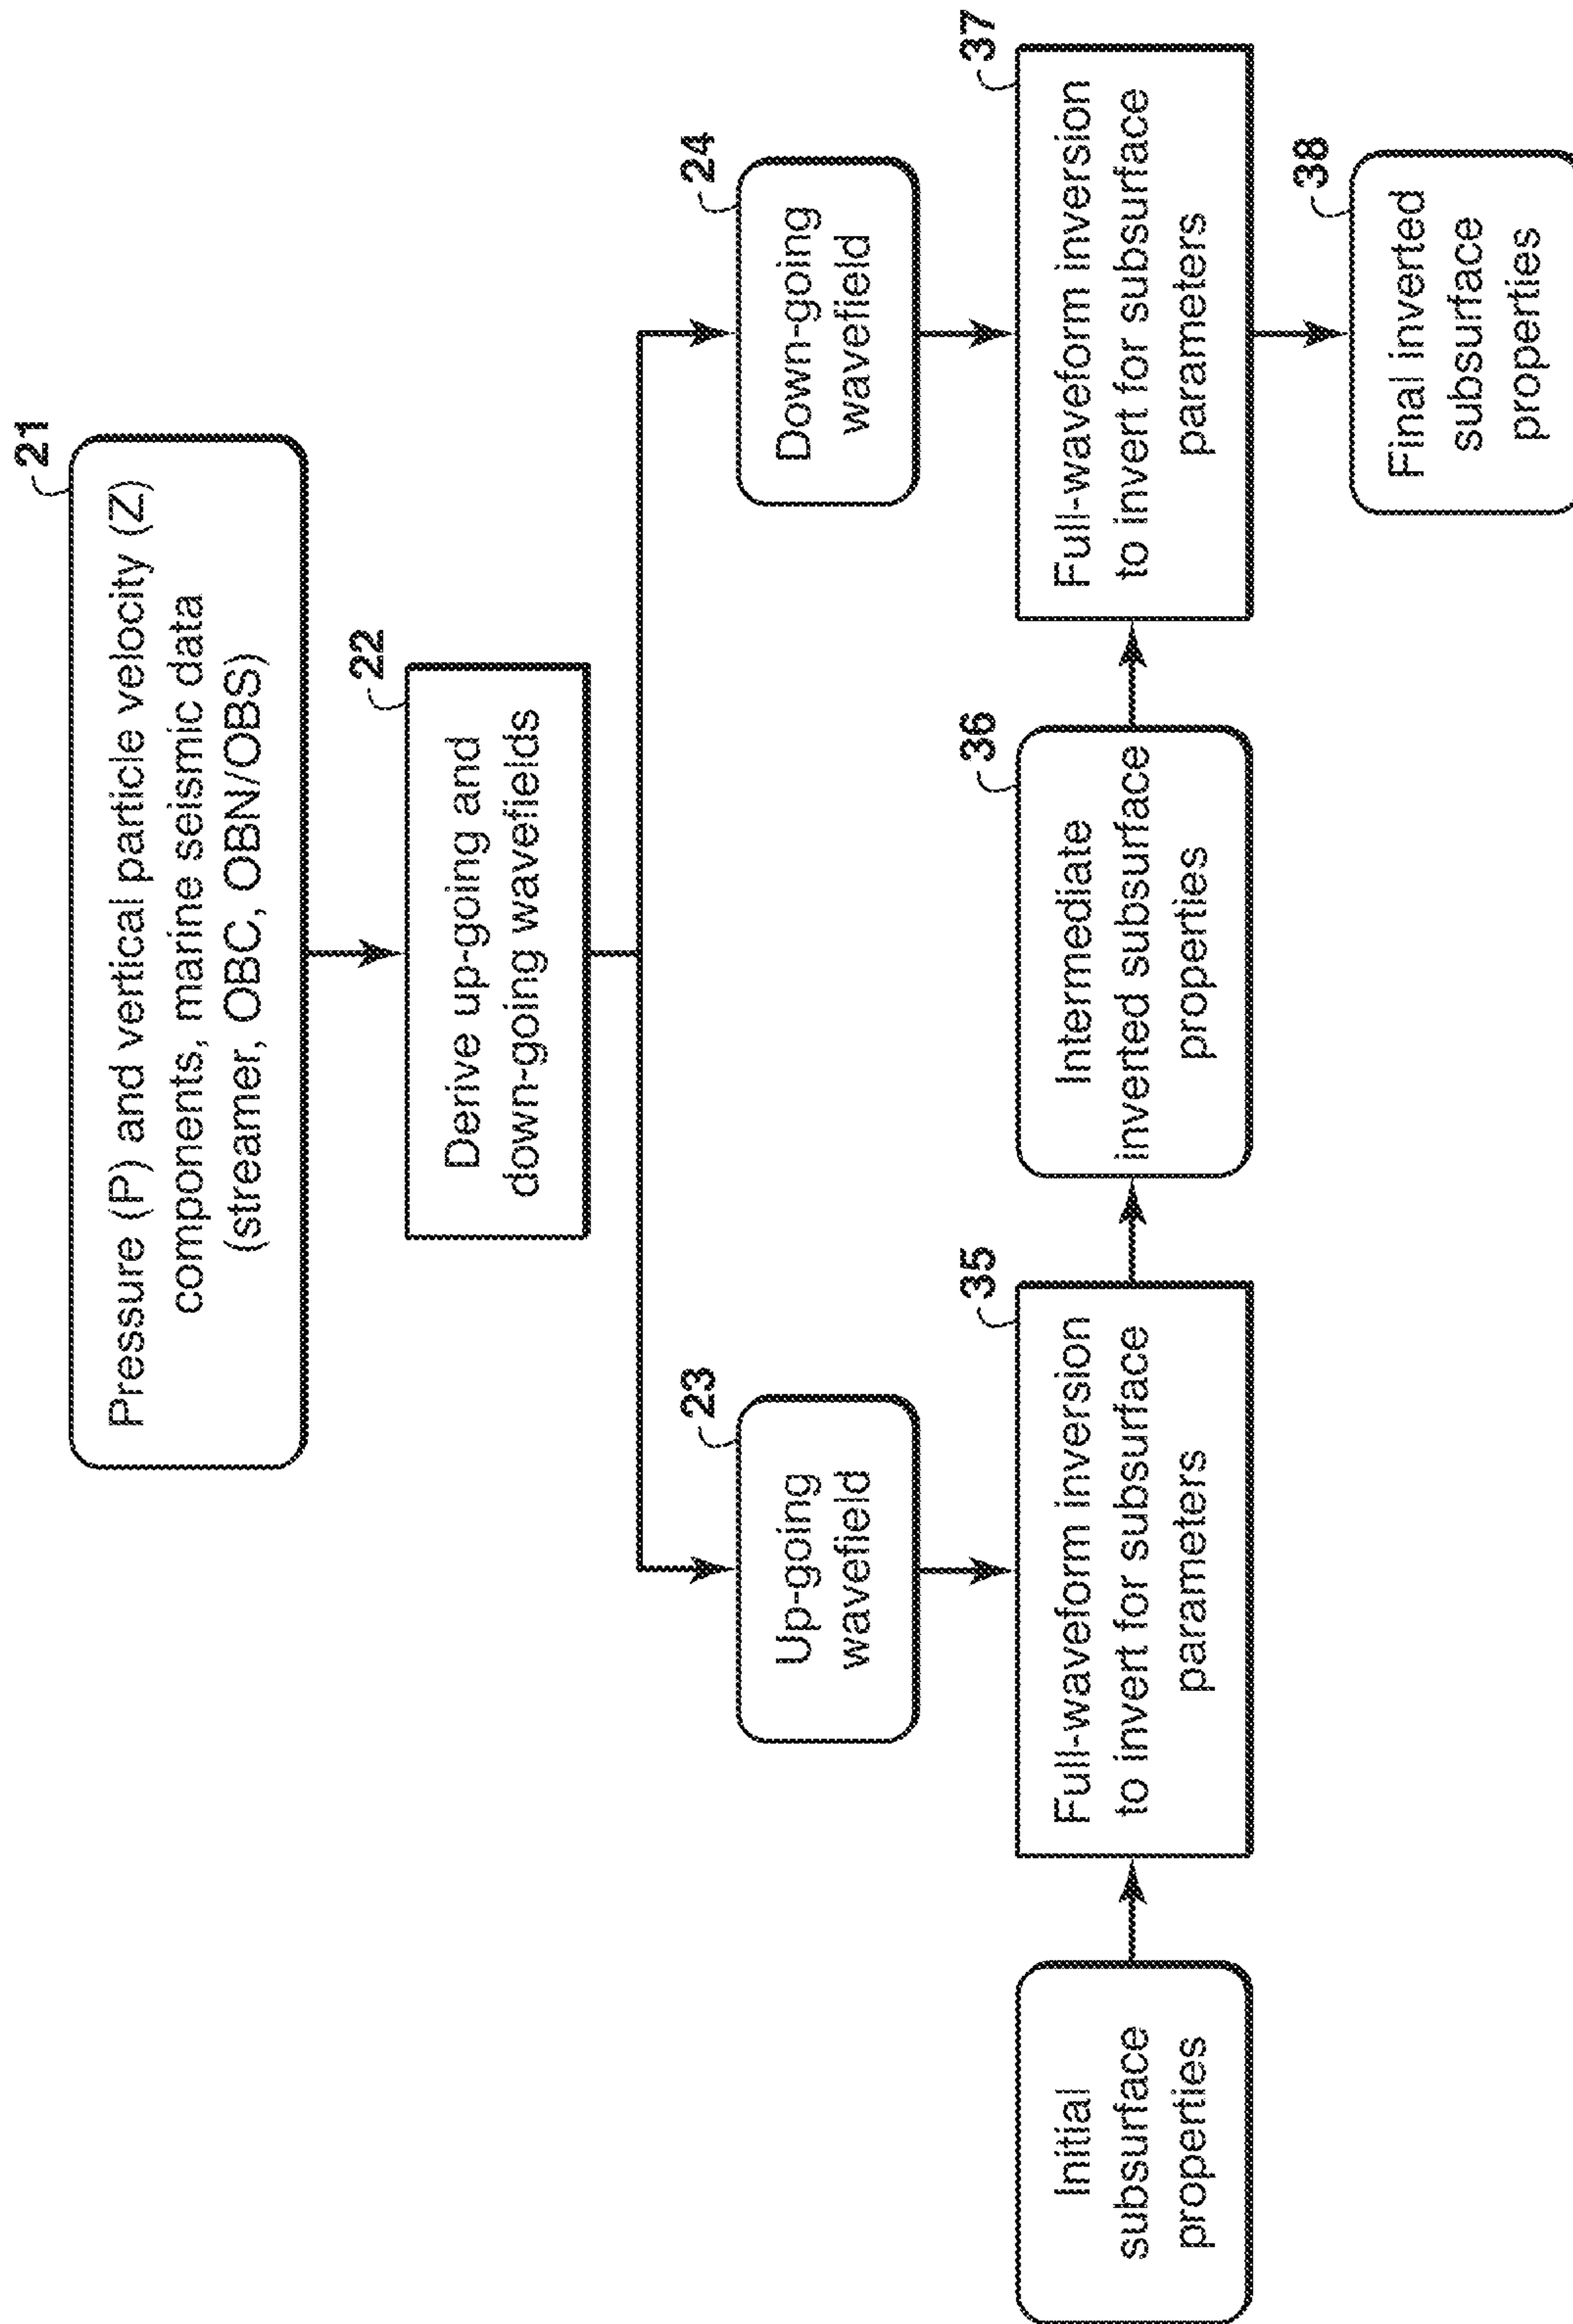 21
Pressure (P) and vertical particle velocity (Z)
components, marine seismic data
(streamer, OBC, OBN/OBS)
22
Derive up-going and
down-going wavefields
23
Up-going
wavefield
24
Down-going
wavefield
Initial
subsurface
properties
35
Full-waveform inversion
to invert for subsurface
parameters
36
Intermediate
inverted subsurface
properties
37
Full-waveform inversion
to invert for subsurface
parameters
38
Final inverted
subsurface
properties